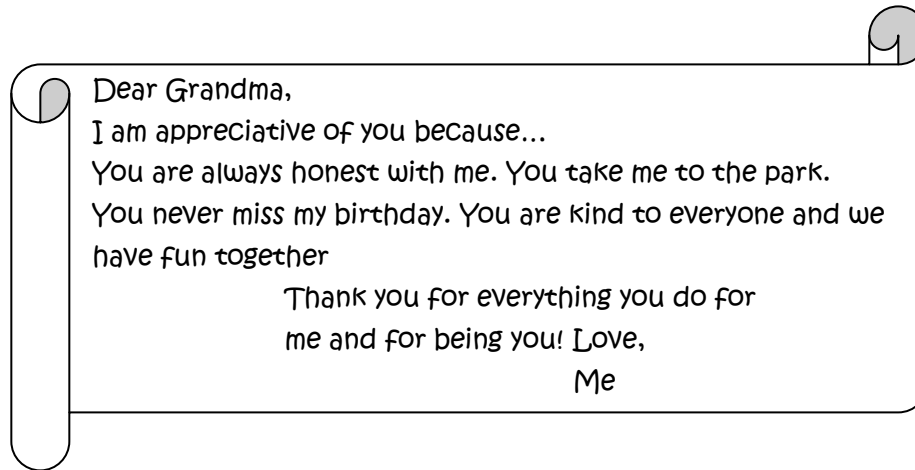 Dear Grandma,
I am appreciative of you because...
You are always honest with me. You take me to the park.
You never miss my birthday. You are kind to everyone and we
have fun together
Thank you for everything you do for
me and for being you! Love,
Me